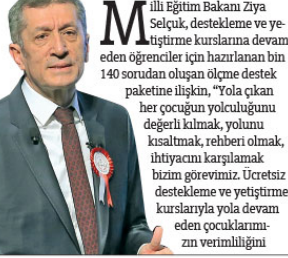 Milli Eğitim Bakanı Ziya
Selçuk, destekleme ve ye-
tiştirme kurslarına devam
eden öğrenciler için hazırlanan bin
140 sorudan oluşan ölçme destek
paketine ilişkin, “Yola çıkan
her çocuğun yolculuğunu
değerli kılmak, yolunu
kısaltmak, rehberi olmak,
ihtiyacını karşılamak
bizim görevimiz. Ücretsiz
destekleme ve yetiştirme
kurslarıyla yola devam
eden çocuklarımı-
zın verimliliğini